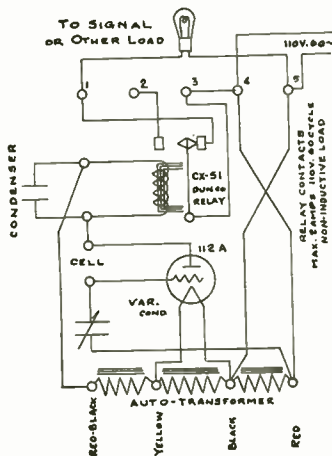 TO SIGNAL
OR OTHER LOAD
110V. 60~
1
2
3
4
5
CONDENSER
CX-51
DUNCO
RELAY
RELAY CONTACTS
MAX. 8 AMPS 110V. 60 CYCLE
NON-INDUCTIVE LOAD
CELL
112 A
VAR.
COND
AUTO-TRANSFORMER
RED-BLACK
YELLOW
BLACK
RED